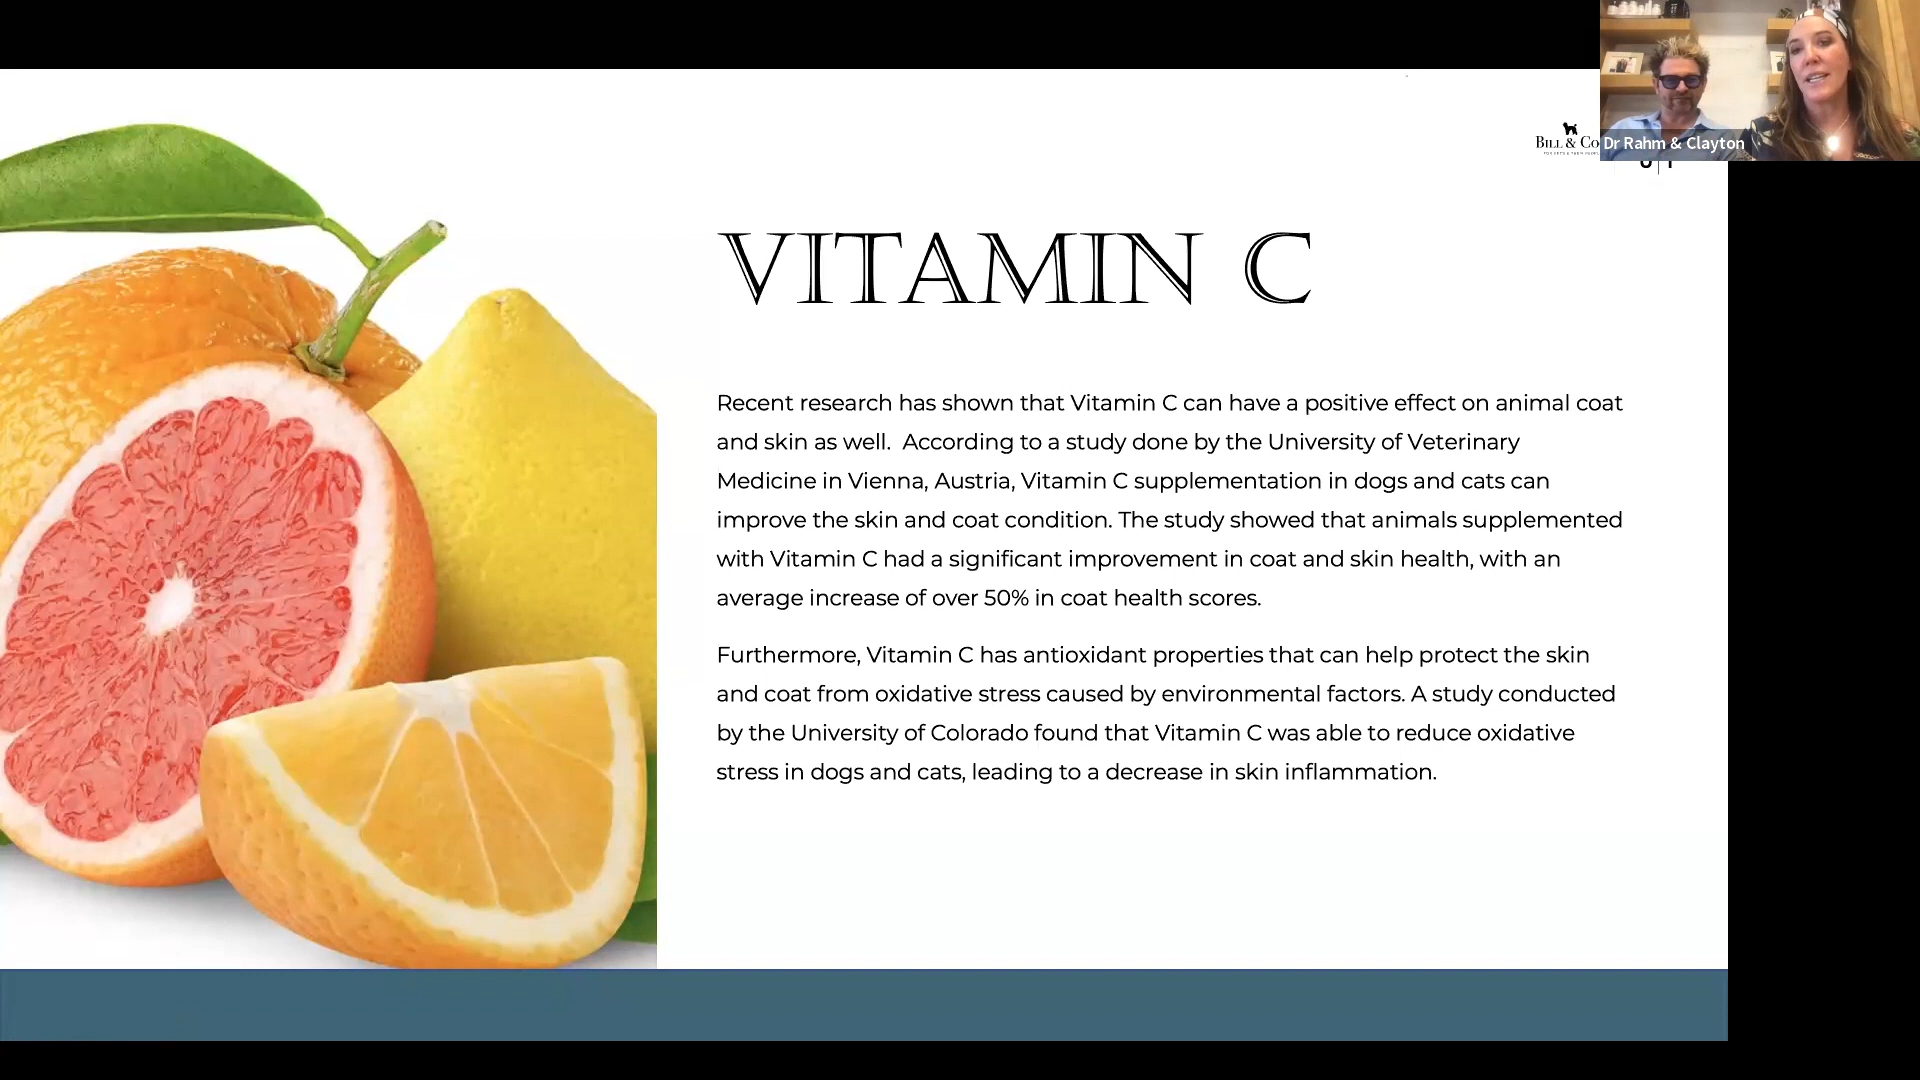 BILL & CO
Dr Rahm & Clayton
VITAMIN C
Recent research has shown that Vitamin C can have a positive effect on animal coat
and skin as well.  According to a study done by the University of Veterinary
Medicine in Vienna, Austria, Vitamin C supplementation in dogs and cats can
improve the skin and coat condition. The study showed that animals supplemented
with Vitamin C had a significant improvement in coat and skin health, with an
average increase of over 50% in coat health scores.
Furthermore, Vitamin C has antioxidant properties that can help protect the skin
and coat from oxidative stress caused by environmental factors. A study conducted
by the University of Colorado found that Vitamin C was able to reduce oxidative
stress in dogs and cats, leading to a decrease in skin inflammation.